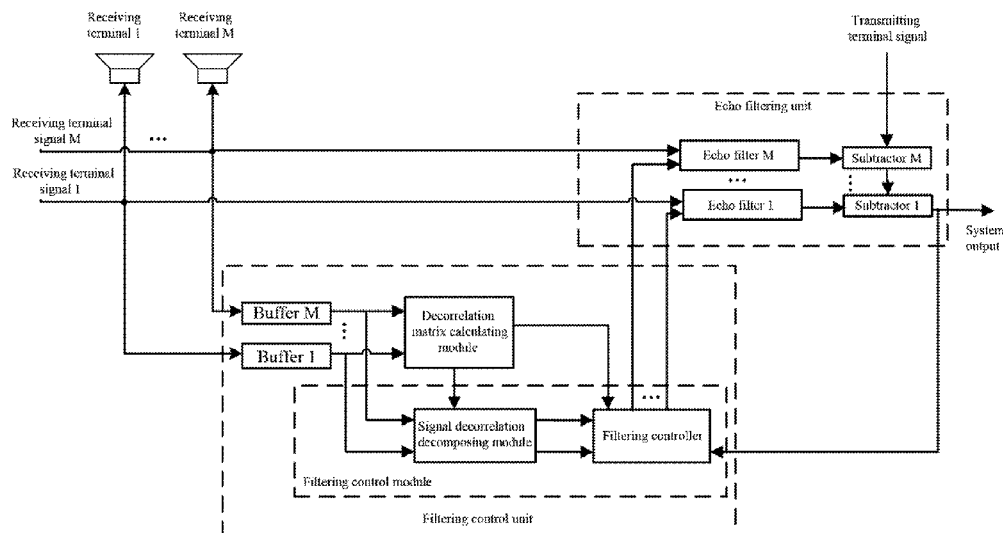 Receiving
terminal 1
Receiving
terminal M
Transmitting
terminal signal
Echo filtering unit
Receiving terminal
signal M
...
Echo filter M
Subtractor M
Receiving terminal
signal 1
...
Echo filter 1
Subtractor 1
System
output
Buffer M
Buffer 1
Decorrelation
matrix calculating
module
...
Signal decorrelation
decomposing module
Filtering controller
Filtering control module
Filtering control unit